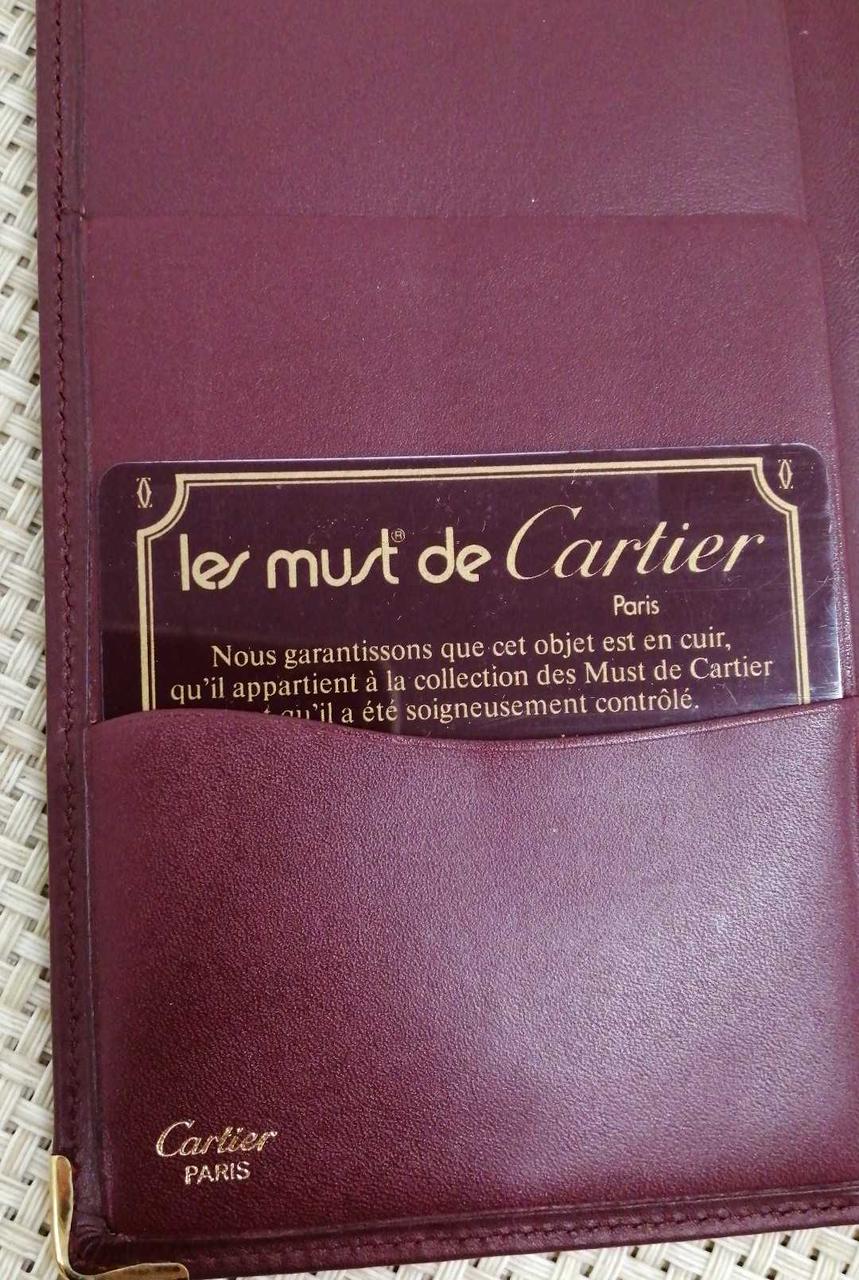 les must® de Cartier
Paris
Nous garantissons que cet objet est en cuir,
qu'il appartient à la collection des Must de Cartier
qu'il a été soigneusement contrôlé.
Cartier
PARIS